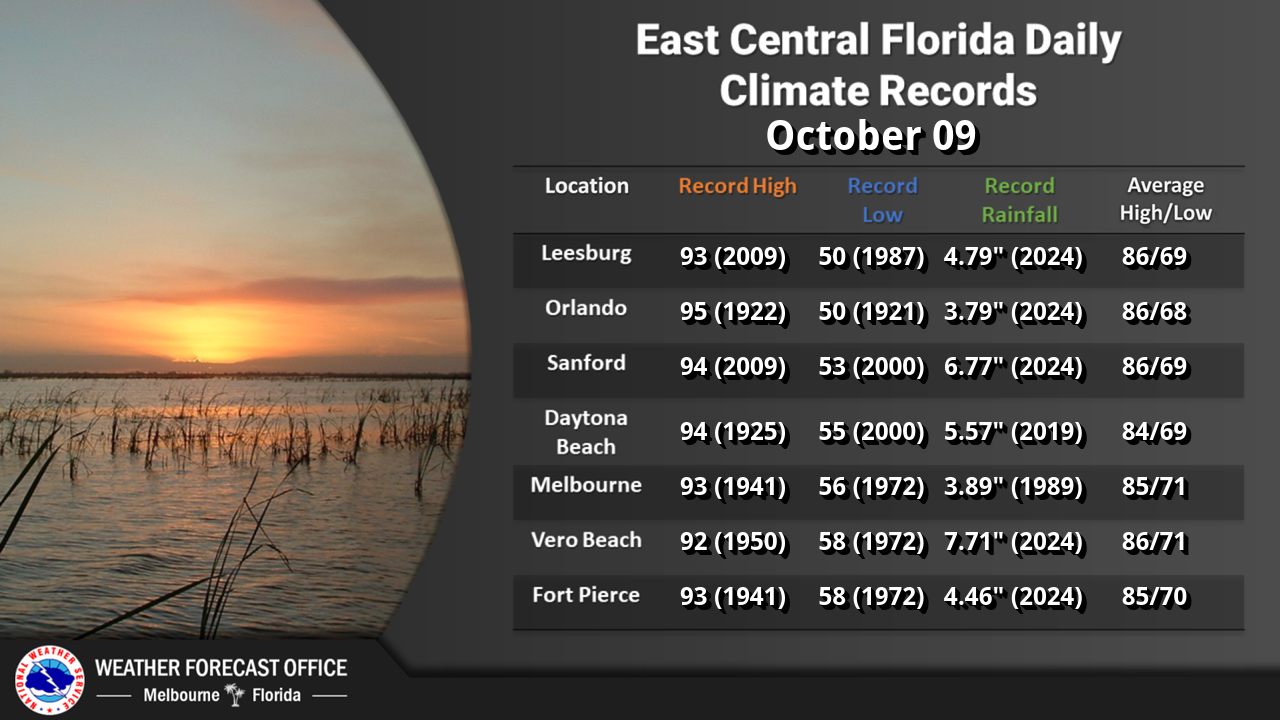 East Central Florida Daily
Climate Records
October 09
Location Record High Record Low Record Rainfall Average High/Low
Leesburg 93 (2009) 50 (1987) 4.79" (2024) 86/69
Orlando 95 (1922) 50 (1921) 3.79" (2024) 86/68
Sanford 94 (2009) 53 (2000) 6.77" (2024) 86/69
Daytona Beach 94 (1925) 55 (2000) 5.57" (2019) 84/69
Melbourne 93 (1941) 56 (1972) 3.89" (1989) 85/71
Vero Beach 92 (1950) 58 (1972) 7.71" (2024) 86/71
Fort Pierce 93 (1941) 58 (1972) 4.46" (2024) 85/70
NATIONAL WEATHER SERVICE
WEATHER FORECAST OFFICE
Melbourne Florida